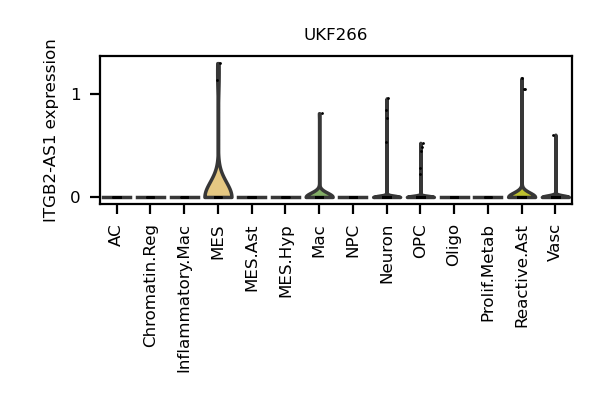 UKF266
ITGB2-AS1 expression
1
0
AC
Chromatin.Reg
Inflammatory.Mac
MES
MES.Ast
MES.Hyp
Mac
NPC
Neuron
OPC
Oligo
Prolif.Metab
Reactive.Ast
Vasc